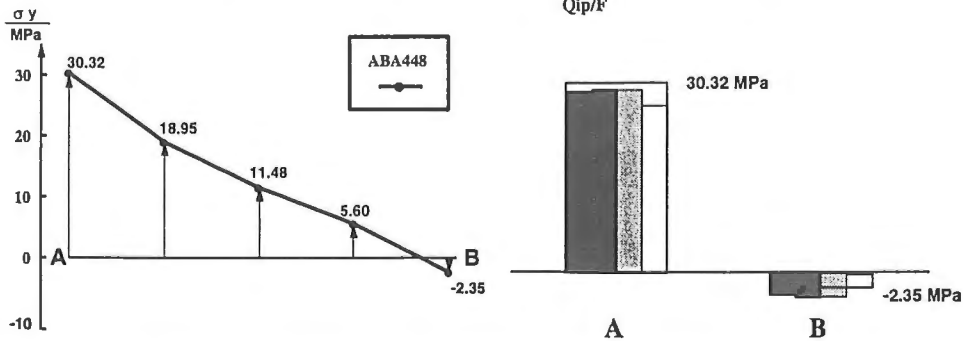 Qip/F
σ y
MPa
30
20
10
0
-10
30.32
18.95
11.48
5.60
-2.35
A
B
ABA448
30.32 MPa
-2.35 MPa
A
B